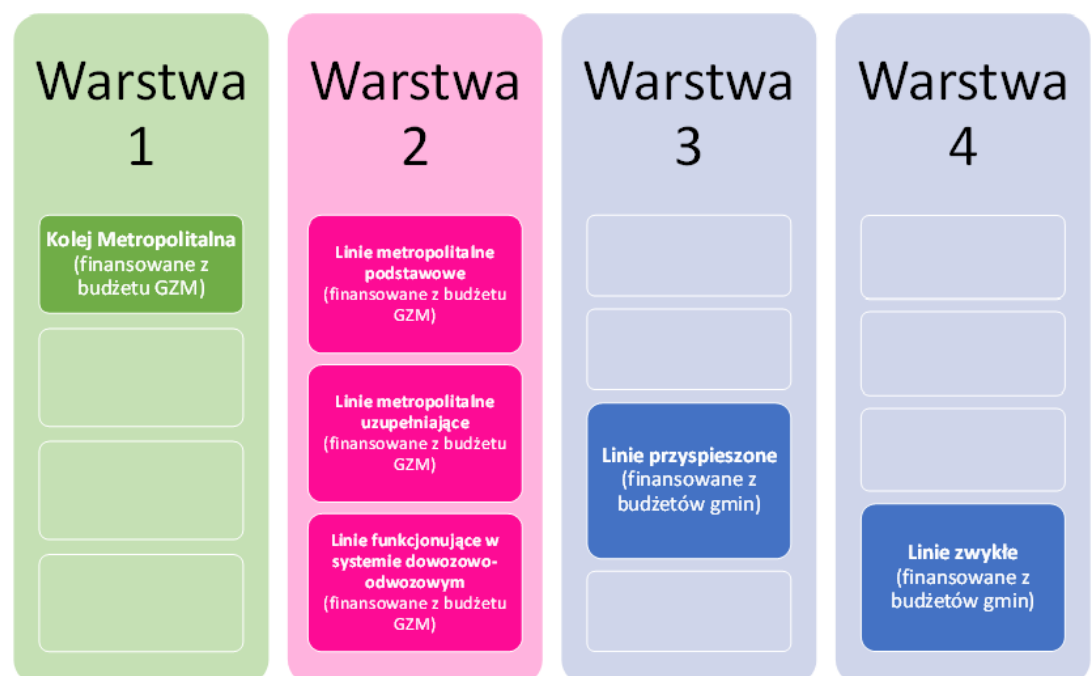 Warstwa
1
Kolej Metropolitalna
(finansowane z
budżetu GZM)
Warstwa
2
Linie metropolitalne
podstawowe
(finansowane z budżetu
GZM)
Linie metropolitalne
uzupełniające
(finansowane z budżetu
GZM)
Linie funkcjonujące w
systemie dowozowo-
odwozowym
(finansowane z budżetu
GZM)
Warstwa
3
Linie przyspieszone
(finansowane z
budżetów gmin)
Warstwa
4
Linie zwykłe
(finansowane z
budżetów gmin)